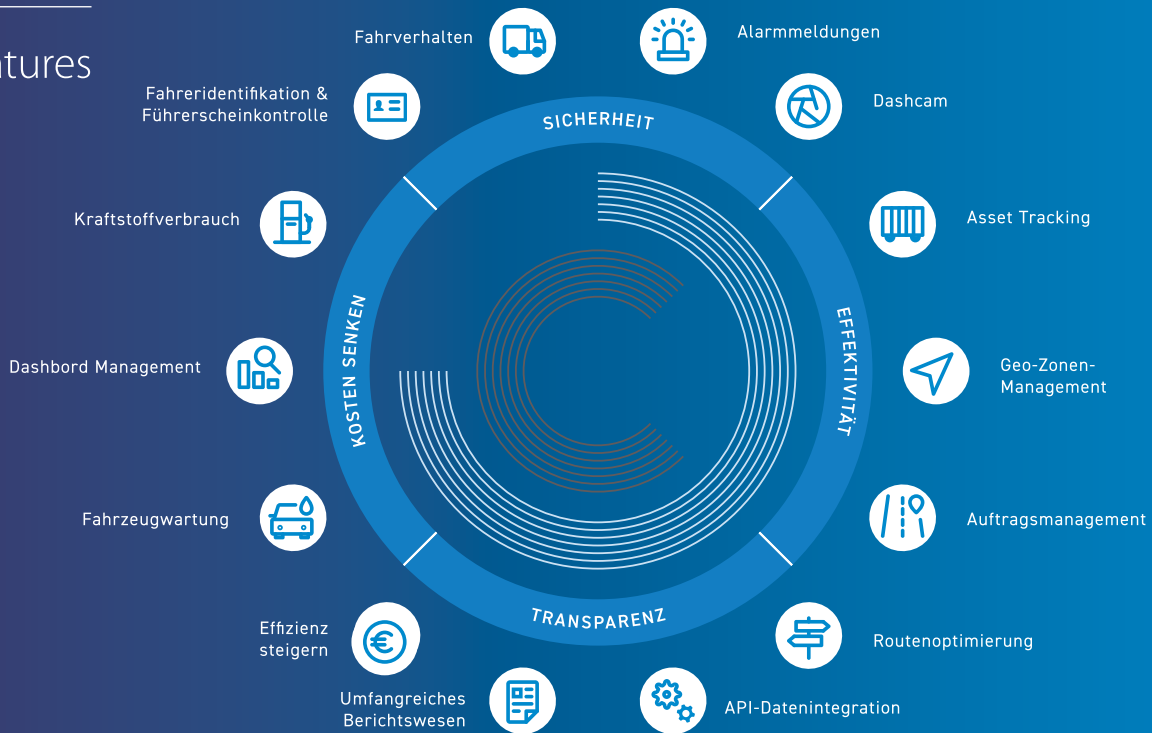 atures
Fahrverhalten
Alarmmeldungen
Fahreridentifikation &
Führerscheinkontrolle
Dashcam
SICHERHEIT
Kraftstoffverbrauch
Asset Tracking
KOSTEN SENKEN
EFFEKTIVITÄT
Dashbord Management
Geo-Zonen-
Management
Fahrzeugwartung
Auftragsmanagement
TRANSPARENZ
Effizienz
steigern
Routenoptimierung
Umfangreiches
Berichtswesen
API-Datenintegration